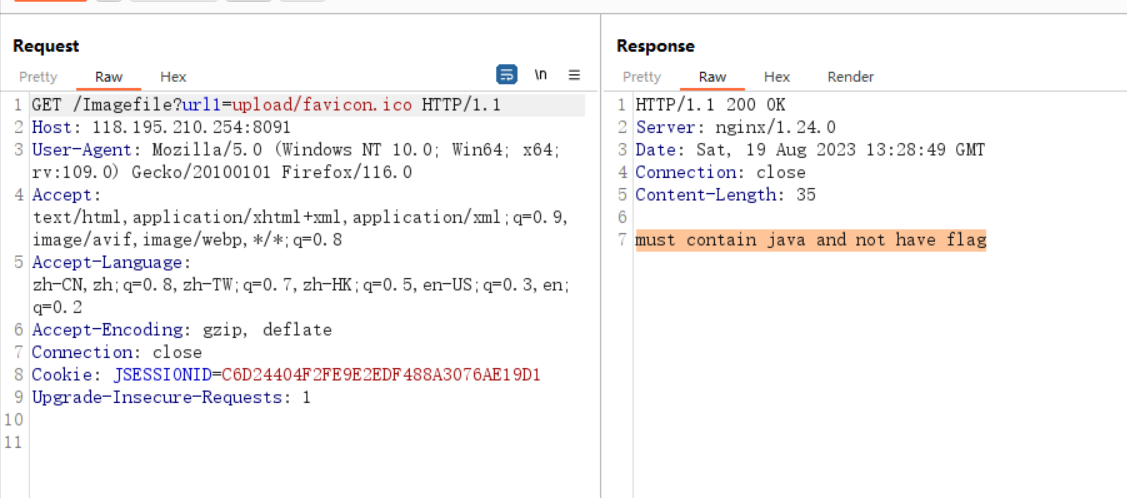 Request
Pretty Raw Hex \n
1 GET /Imagefile?url1=upload/favicon.ico HTTP/1.1
2 Host: 118.195.210.254:8091
3 User-Agent: Mozilla/5.0 (Windows NT 10.0; Win64; x64;
rv:109.0) Gecko/20100101 Firefox/116.0
4 Accept:
text/html,application/xhtml+xml,application/xml;q=0.9,
image/avif,image/webp,*/*;q=0.8
5 Accept-Language:
zh-CN,zh;q=0.8,zh-TW;q=0.7,zh-HK;q=0.5,en-US;q=0.3,en;
q=0.2
6 Accept-Encoding: gzip, deflate
7 Connection: close
8 Cookie: JSESSIONID=C6D24404F2FE9E2EDF488A3076AE19D1
9 Upgrade-Insecure-Requests: 1
10
11
Response
Pretty Raw Hex Render
1 HTTP/1.1 200 OK
2 Server: nginx/1.24.0
3 Date: Sat, 19 Aug 2023 13:28:49 GMT
4 Connection: close
5 Content-Length: 35
6
7 must contain java and not have flag